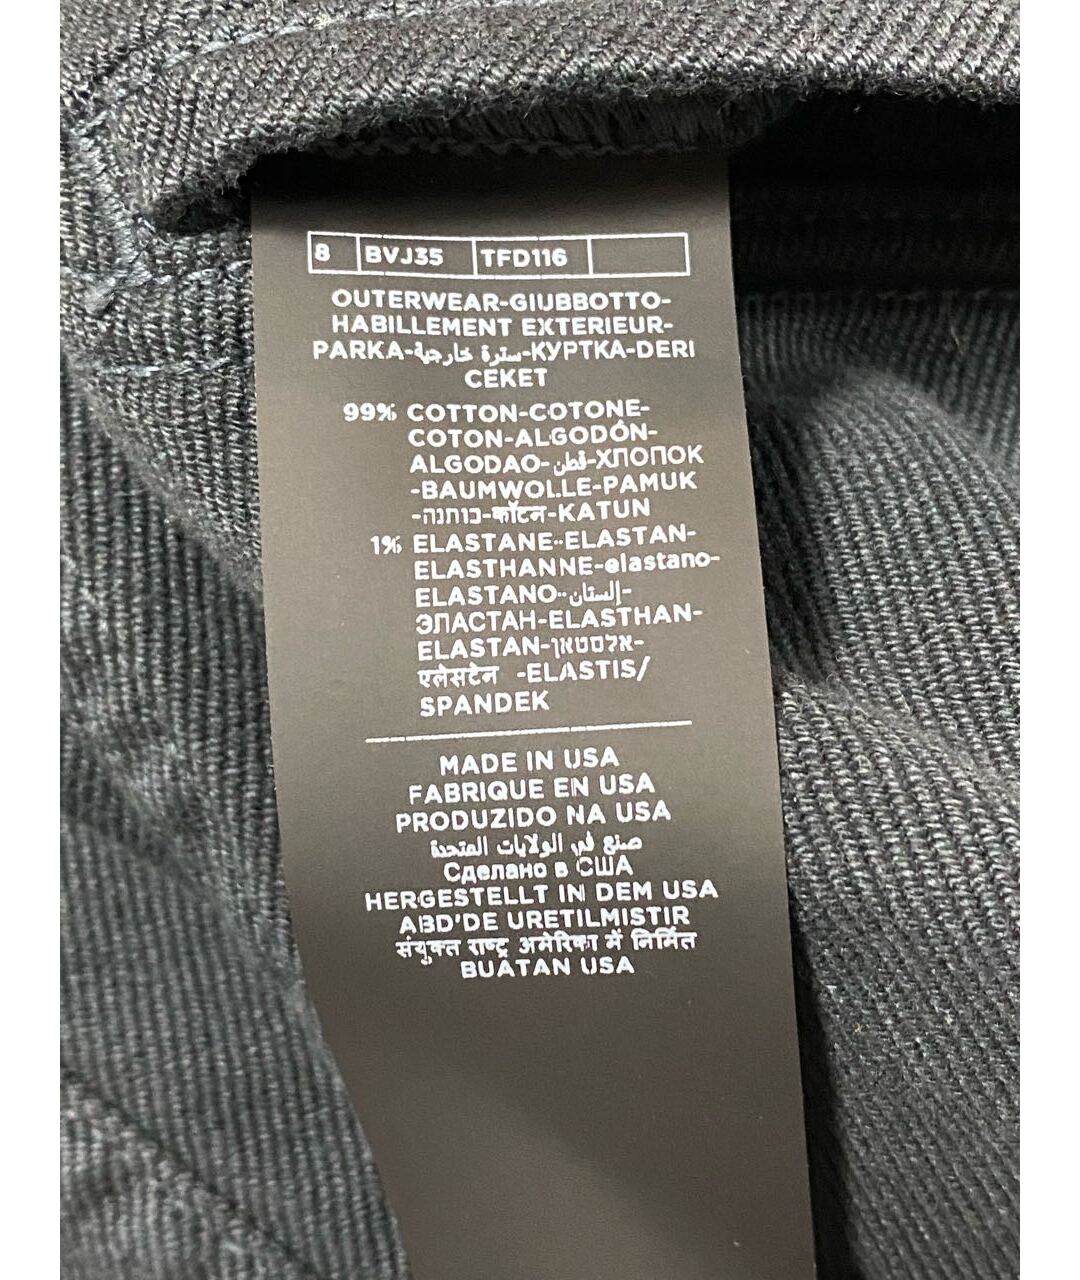 8 BVJ35 TFD116
OUTERWEAR-GIUBBOTTO-
HABILLEMENT EXTERIEUR-
PARKA-سترة خارجية-КУРТКА-DERI
CEKET
99% COTTON-COTONE-
COTON-ALGODÓN-
ALGODAO-قطن-ХЛОПОК
-BAUMWOLLE-PAMUK
-כותנה-कॉटन-KATUN
1% ELASTANE-ELASTAN-
ELASTHANNE-elastano-
ELASTANO-إلستان-
ЭЛАСТАН-ELASTHAN-
ELASTAN-אלסטאן-
एलेसटेन -ELASTIS/
SPANDEK
MADE IN USA
FABRIQUE EN USA
PRODUZIDO NA USA
صنع في الولايات المتحدة
Сделано в США
HERGESTELLT IN DEM USA
ABD'DE URETILMISTIR
संयुक्त राष्ट्र अमेरिका में निर्मित
BUATAN USA